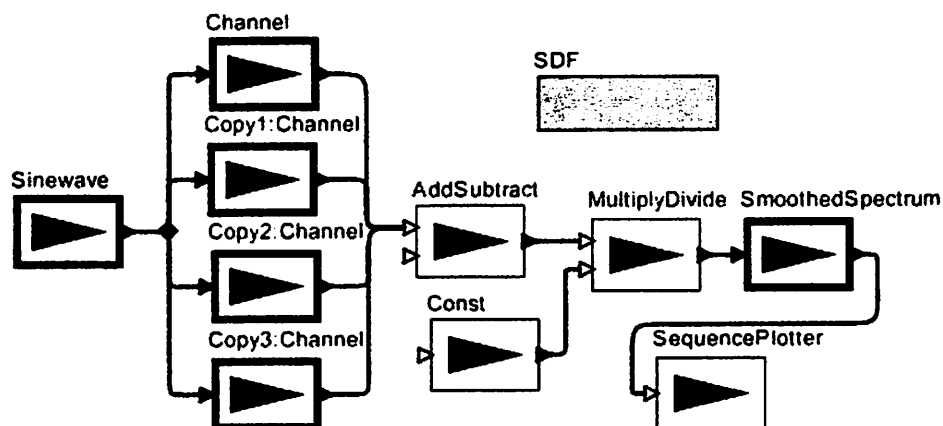 Channel
SDF
Copy1:Channel
Sinewave
AddSubtract
MultiplyDivide
SmoothedSpectrum
Copy2:Channel
Const
Copy3:Channel
SequencePlotter